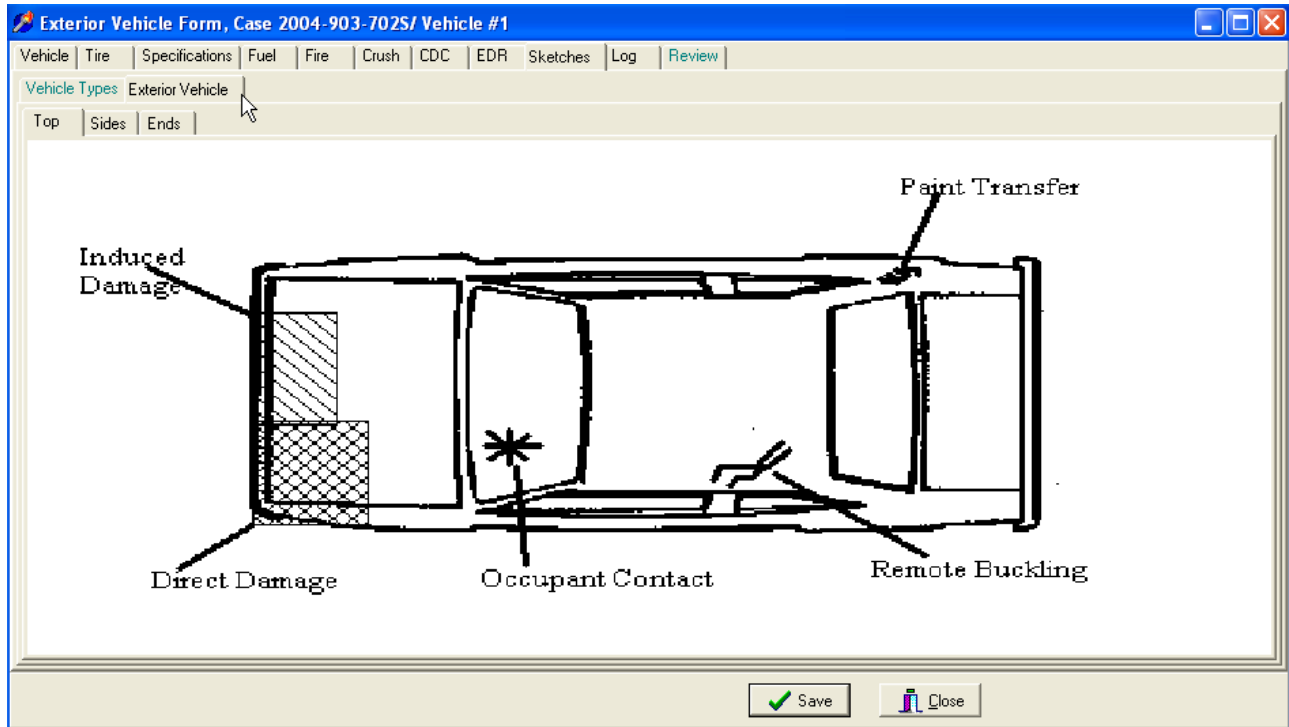 Exterior Vehicle Form, Case 2004-903-702S/ Vehicle #1
Vehicle Tire Specifications Fuel Fire Crush CDC EDR Sketches Log Review
Vehicle Types Exterior Vehicle
Top Sides Ends
Paint Transfer
Induced
Damage
Direct Damage
Occupant Contact
Remote Buckling
Save Close